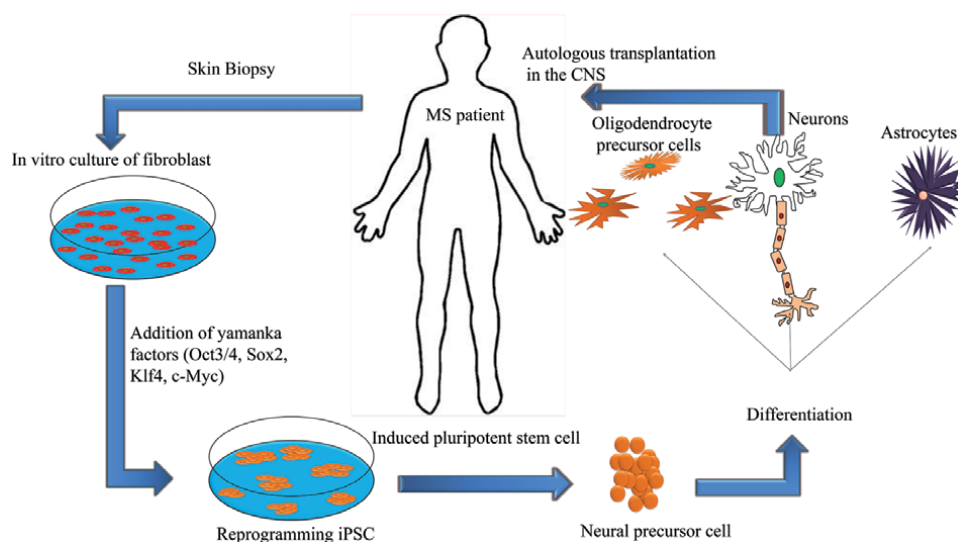 Skin Biopsy
MS patient
Autologous transplantation
in the CNS
Oligodendrocyte
precursor cells
Neurons
Astrocytes
In vitro culture of fibroblast
Addition of yamanka
factors (Oct3/4, Sox2,
Klf4, c-Myc)
Reprogramming iPSC
Induced pluripotent stem cell
Neural precursor cell
Differentiation